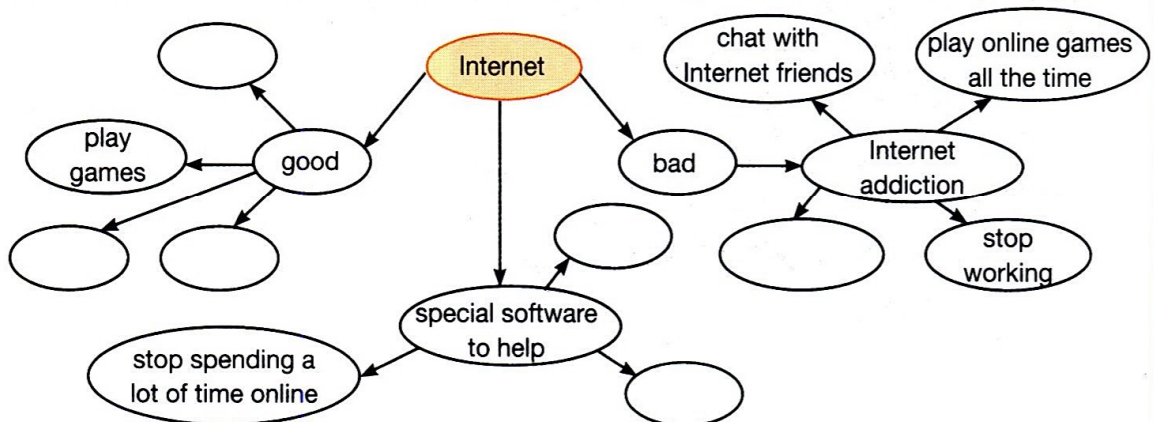 Internet
chat with
Internet friends
play online games
all the time
play
games
good
bad
Internet
addiction
stop
working
special software
to help
stop spending a
lot of time online